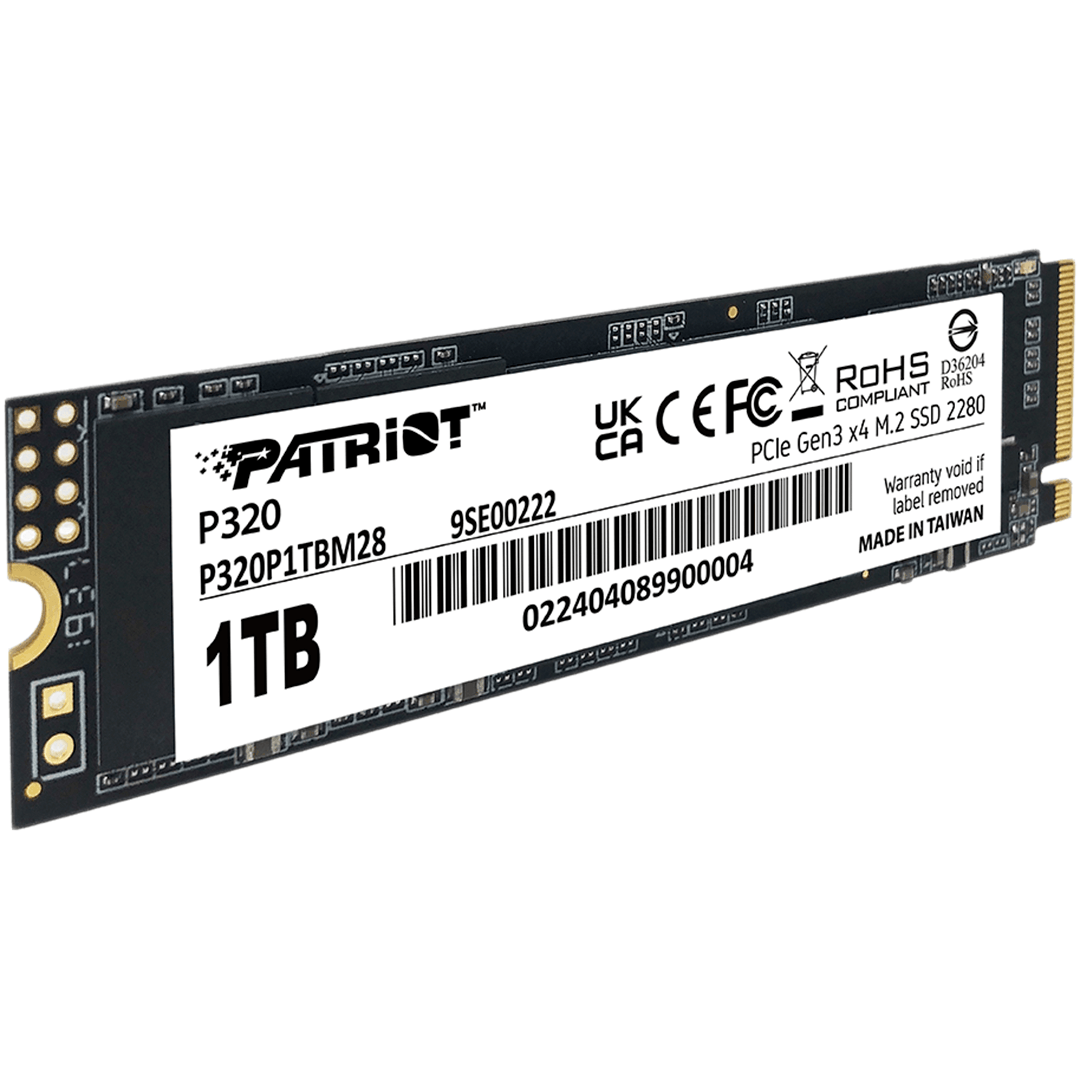 PATRiOT™
P320
P320P1TBM28
9SE00222
1TB
022404089900004
UK
CA
CE FC
RoHS
COMPLIANT
D36204
RoHS
PCIe Gen3 x4 M.2 SSD 2280
Warranty void if
label removed
MADE IN TAIWAN